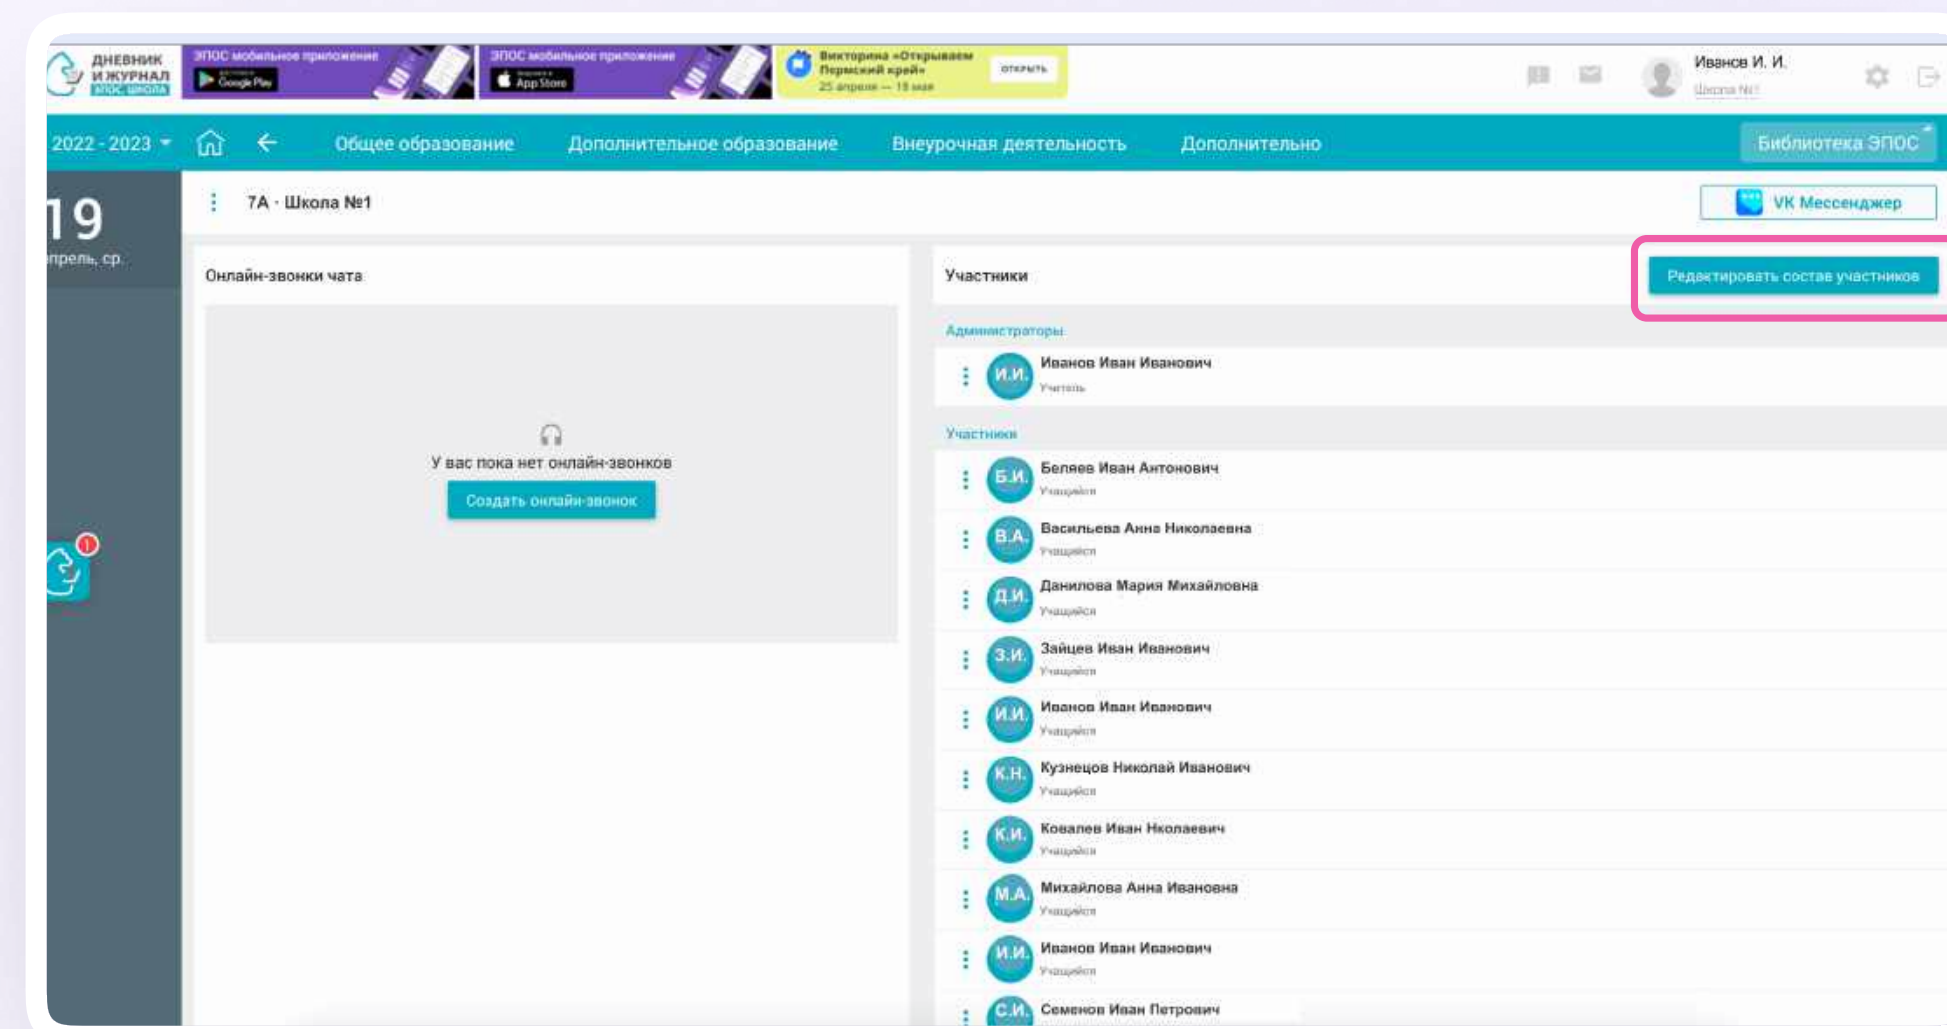 ДНЕВНИК
И ЖУРНАЛ
ЭПОС.ШКОЛА
ЭПОС мобильное приложение
Google Play
ЭПОС мобильное приложение
App Store
Викторина «Открываем
Пермский край»
25 апреля — 18 мая
ОТКРЫТЬ
Иванов И. И.
Школа №1
2022 - 2023
Общее образование
Дополнительное образование
Внеурочная деятельность
Дополнительно
Библиотека ЭПОС
19
апрель, ср.
1
7А · Школа №1
VK Мессенджер
Онлайн-звонки чата
У вас пока нет онлайн-звонков
Создать онлайн-звонок
Участники
Редактировать состав участников
Администраторы
И.И.
Иванов Иван Иванович
Учитель
Участники
Б.И.
Беляев Иван Антонович
Учащийся
В.А.
Васильева Анна Николаевна
Учащийся
Д.И.
Данилова Мария Михайловна
Учащийся
З.И.
Зайцев Иван Иванович
Учащийся
И.И.
Иванов Иван Иванович
Учащийся
К.Н.
Кузнецов Николай Иванович
Учащийся
К.И.
Ковалев Иван Нколаевич
Учащийся
М.А.
Михайлова Анна Ивановна
Учащийся
И.И.
Иванов Иван Иванович
Учащийся
С.И.
Семенов Иван Петрович